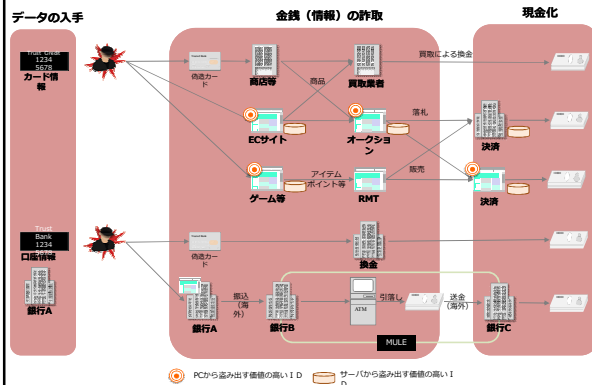 データの入手
金銭（情報）の詐取
現金化
Trust Great
1234
5678
カード情
報
偽造カー
ド
商店等
商品
買取業者
買取による換金
ECサイト
オークショ
ン
落札
決済
ゲーム等
アイテム
ポイント等
RMT
販売
決済
Trust
Bank
1234
5678
口座情報
偽造カー
ド
換金
銀行A
銀行A
振込
（海
外）
銀行B
ATM
引落し
送金
（海外）
銀行C
MULE
PCから盗み出す価値の高いＩＤ
サーバから盗み出す価値の高いＩ
Ｄ